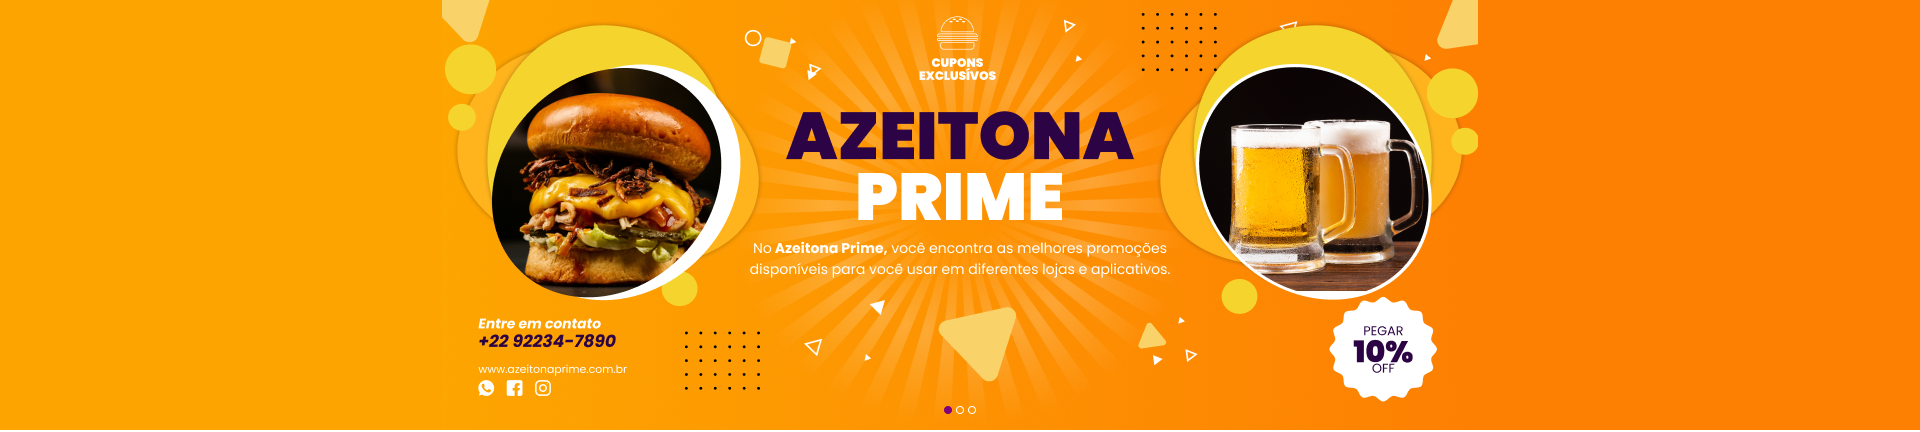 CUPONS
EXCLUSÍVOS
AZEITONA
PRIME
No Azeitona Prime, você encontra as melhores promoções
disponíveis para você usar em diferentes lojas e aplicativos.
Entre em contato
+22 92234-7890
www.azeitonaprime.com.br
PEGAR
10%
OFF